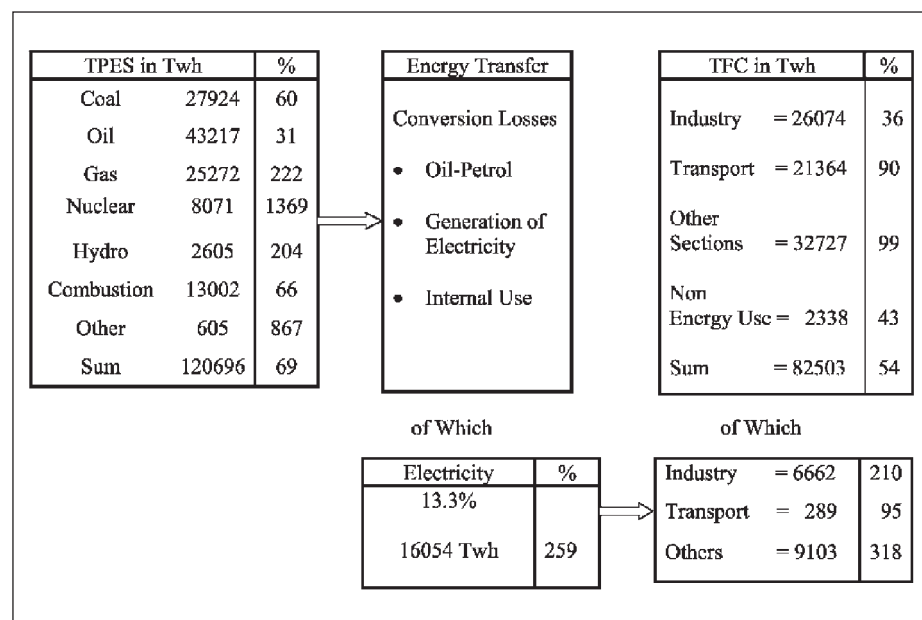 TPES in Twh %
Coal 27924 60
Oil 43217 31
Gas 25272 222
Nuclear 8071 1369
Hydro 2605 204
Combustion 13002 66
Other 605 867
Sum 120696 69
Energy Transfer
Conversion Losses
• Oil-Petrol
• Generation of
Electricity
• Internal Use
TFC in Twh %
Industry = 26074 36
Transport = 21364 90
Other
Sections = 32727 99
Non
Energy Use = 2338 43
Sum = 82503 54
of Which
of Which
Electricity %
13.3%
16054 Twh 259
Industry = 6662 210
Transport = 289 95
Others = 9103 318